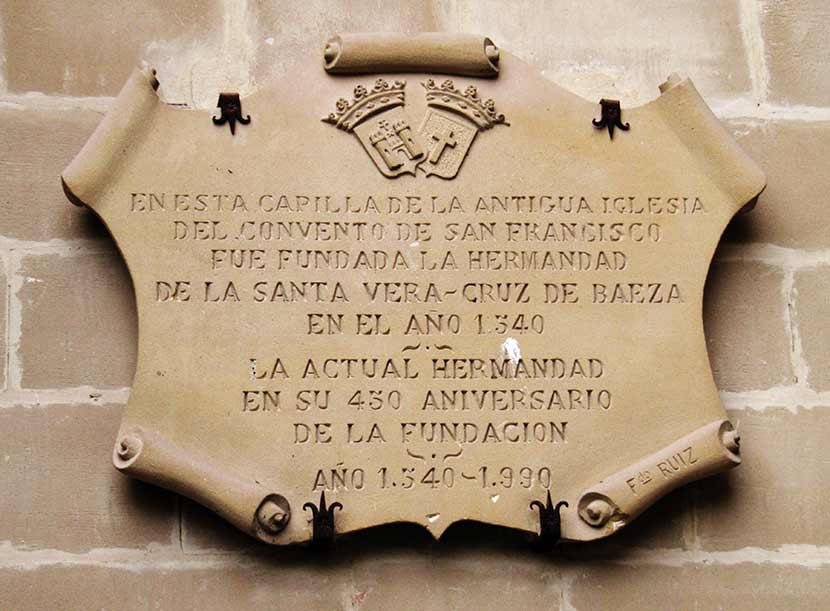 EN ESTA CAPILLA DE LA ANTIGUA IGLESIA
DEL CONVENTO DE SAN FRANCISCO
FUE FUNDADA LA HERMANDAD
DE LA SANTA VERA-CRUZ DE BAEZA
EN EL AÑO 1.540
LA ACTUAL HERMANDAD
EN SU 450 ANIVERSARIO
DE LA FUNDACION
AÑO 1.540-1.990
Fdo RUIZ